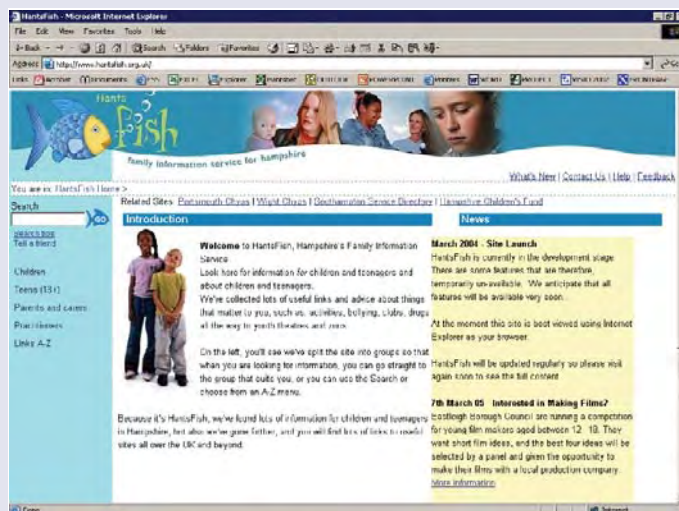 HantsFish - Microsoft Internet Explorer
File Edit View Favorites Tools Help
Back Search Folders Favorites
Address http://www.hantsfish.org.uk/ Go
Links
Hants
fish
family information service for hampshire
What's New | Contact Us | Help | Feedback
You are in: HantsFish Home >
Related Sites: Portsmouth Chyps | Wight Chyps | Southampton Service Directory | Hampshire Children's Fund
Search
GO
search tips
Tell a friend
Children
Teens (13+)
Parents and carers
Practitioners
Links A-Z
Introduction
Welcome to HantsFish, Hampshire's Family Information
Service
Look here for information for children and teenagers and
about children and teenagers.
We've collected lots of useful links and advice about things
that matter to you, such us, activities, bullying, clubs, drugs
all the way to youth theatres and zoos.
On the left, you'll see we've split the site into groups so that
when you are looking for information, you can go straight to
the group that suits you, or you can use the Search or
choose from an A-Z menu.
Because it's HantsFish, we've found lots of information for children and teenagers
in Hampshire, but also we've gone further, and you will find lots of links to useful
sites all over the UK and beyond.
News
March 2004 - Site Launch
HantsFish is currently in the development stage.
There are some features that are therefore,
temporarily un-available. We anticipate that all
features will be available very soon.
At the moment this site is best viewed using Internet
Explorer as your browser.
HantsFish will be updated regularly so please visit
again soon to see the full content.
7th March 05 Interested in Making Films?
Eastleigh Borough Council are running a competition
for young film makers aged between 12 - 18. They
want short film ideas, and the best four ideas will be
selected by a panel and given the opportunity to
make their films with a local production company.
More information
Internet